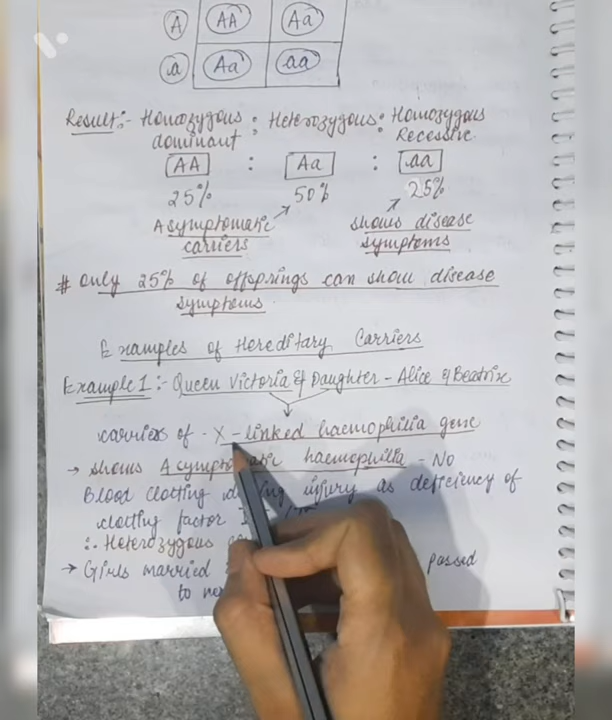 A AA Aa
a Aa aa
Result:- Homozygous : Heterozygous : Homozygous
dominant Recessive
AA : Aa : aa
25% 50% 25%
Asymptomatic shows disease
carriers symptoms
# Only 25% of offsprings can show disease
symptoms
Examples of Hereditary Carriers
Example 1:- Queen Victoria & Daughter - Alice & Beatrix
carries of - X - linked haemophilia gene
→ shows Asymptomatic haemophilia - No
Blood clotting during injury as deficiency of
clotting factor
∴ Heterozygous
→ Girls married passed
to